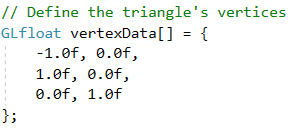 // Define the triangle's vertices
GLfloat vertexData[] = {
    -1.0f, 0.0f,
    1.0f, 0.0f,
    0.0f, 1.0f
};